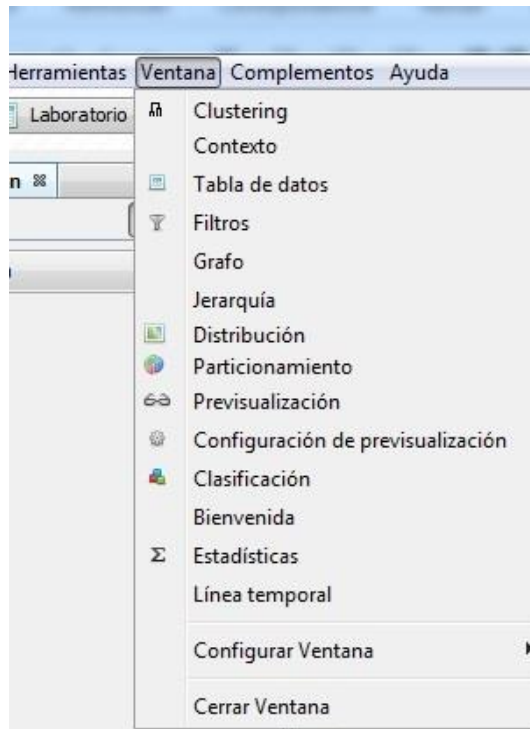 Herramientas Ventana Complementos Ayuda
Laboratorio
Clustering
Contexto
n
Tabla de datos
Filtros
Grafo
Jerarquía
Distribución
Particionamiento
Previsualización
Configuración de previsualización
Clasificación
Bienvenida
Σ Estadísticas
Línea temporal
Configurar Ventana
Cerrar Ventana